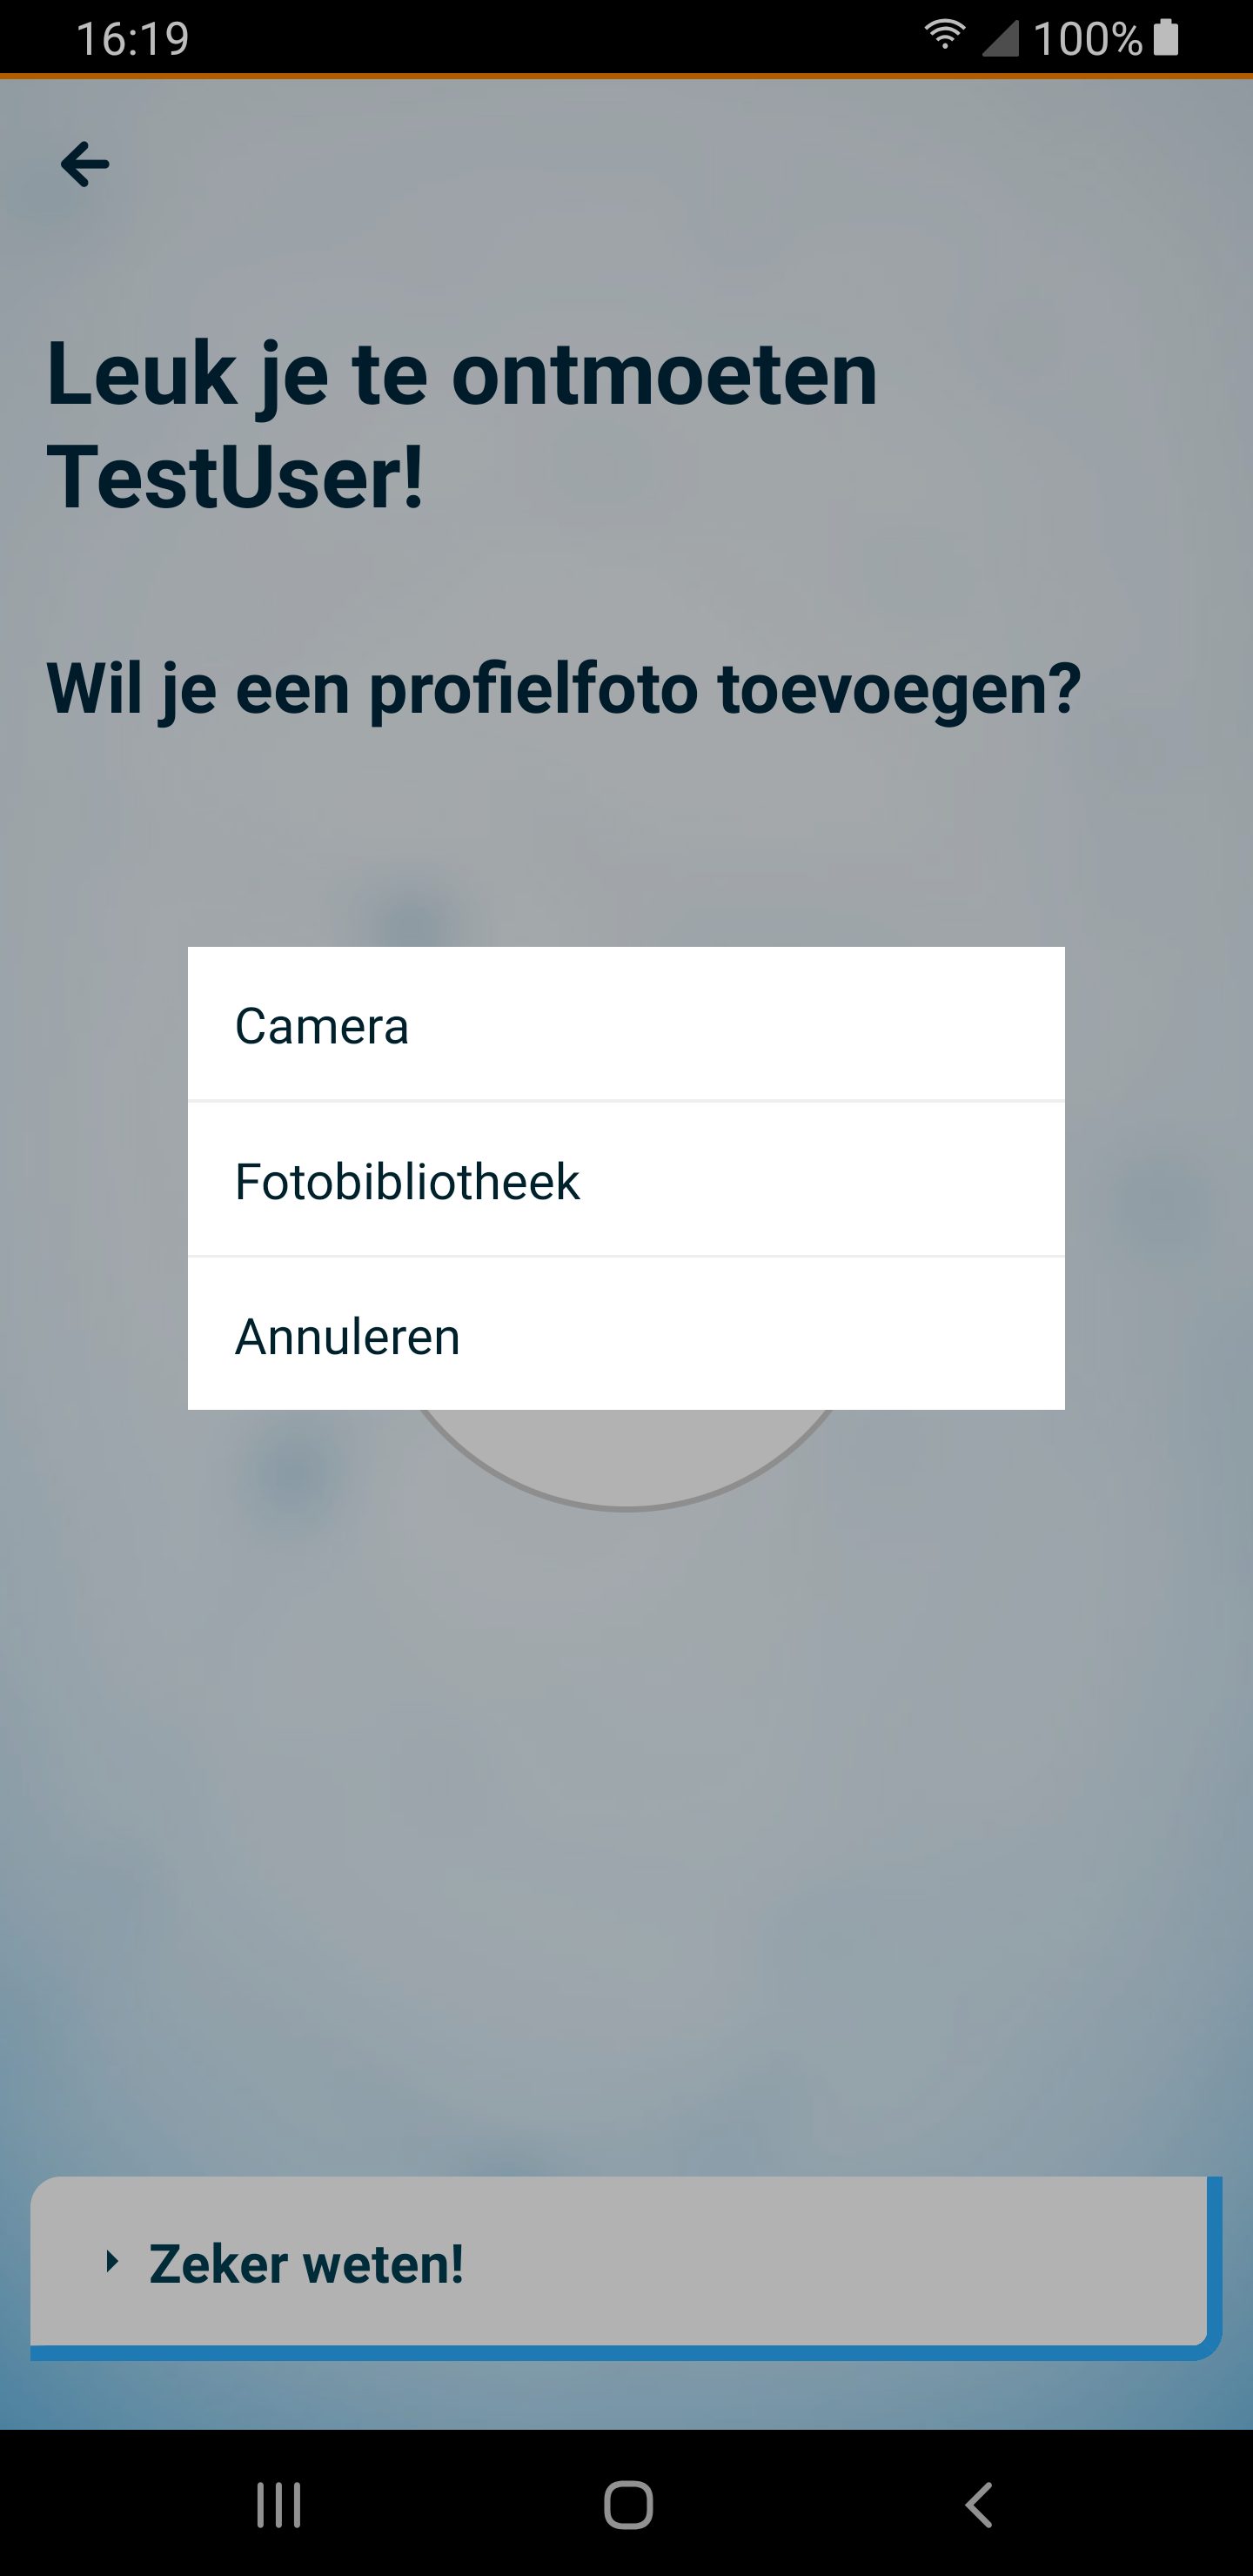 16:19
100%
Leuk je te ontmoeten
TestUser!
Wil je een profielfoto toevoegen?
Camera
Fotobibliotheek
Annuleren
Zeker weten!